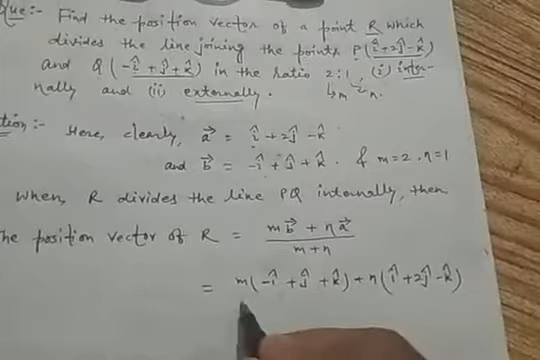 Que:- Find the position vector of a point R which
divides the line joining the points P(î+2ĵ-k̂)
and Q(-î+ĵ+k̂) in the ratio 2:1, (i) inter-
nally and (ii) externally. ↳m ↘n.
tion:- Here, clearly, a⃗ = î+2ĵ-k̂
and b⃗ = -î+ĵ+k̂. & m=2, n=1
When, R divides the line PQ internally, then
the position vector of R = (mb⃗ + na⃗)/(m+n)
= m(-î+ĵ+k̂)+n(î+2ĵ-k̂)